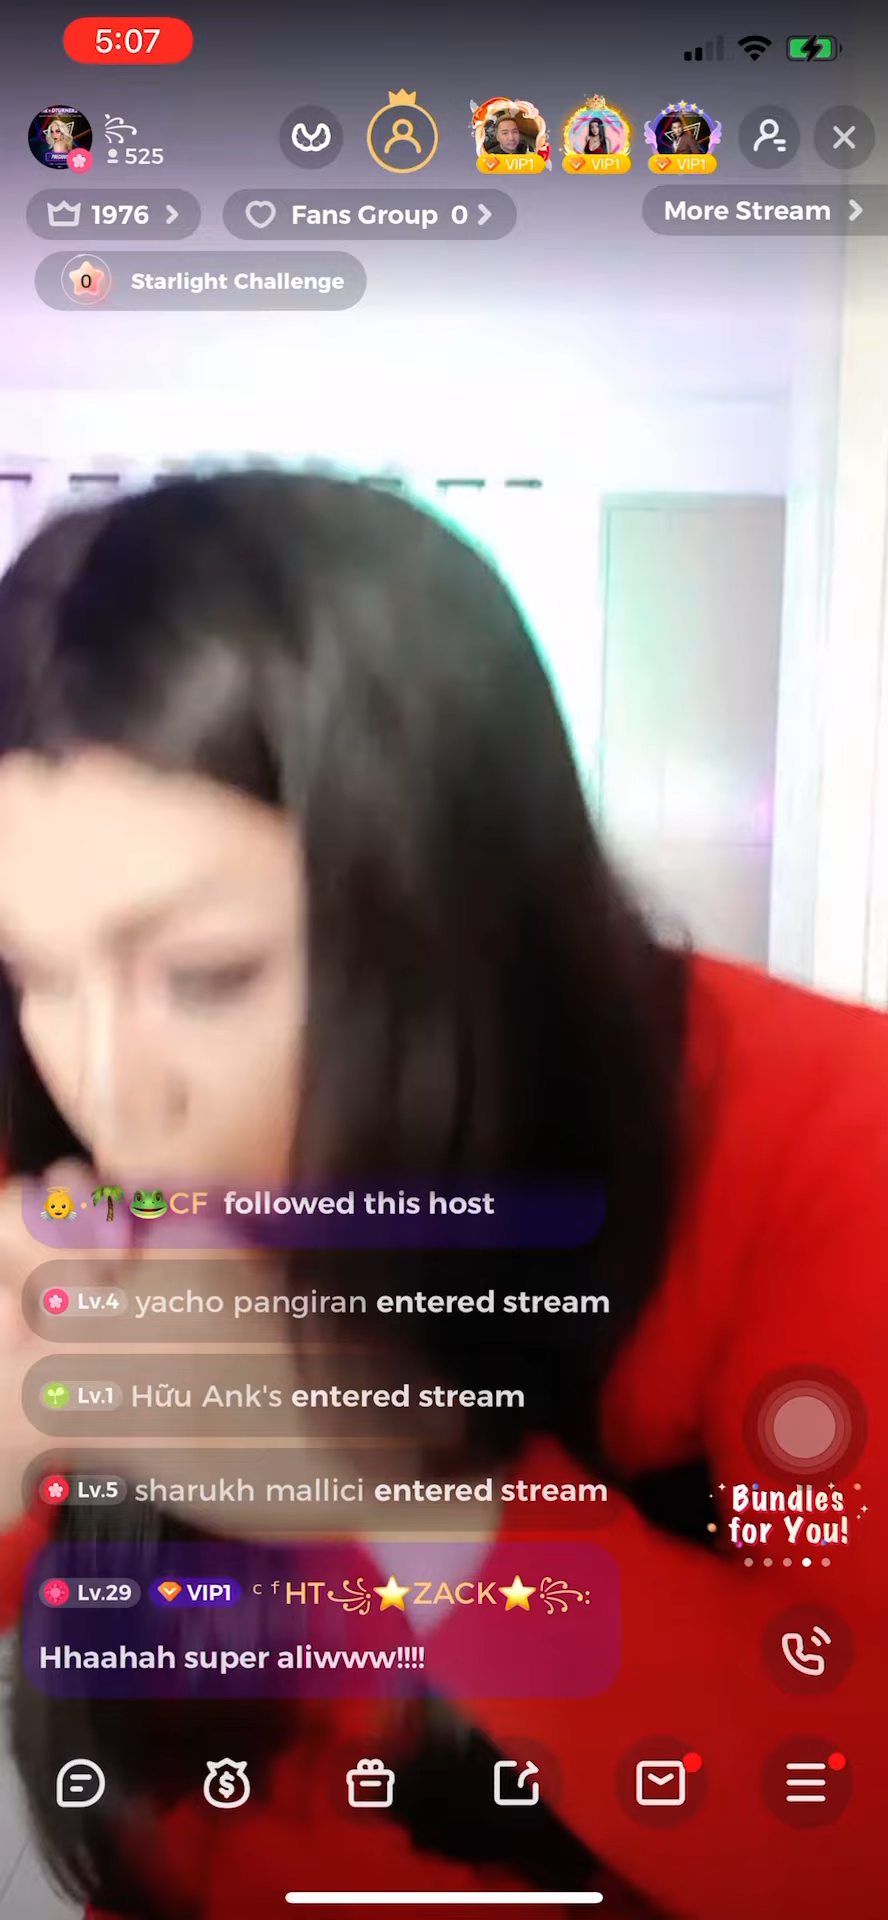 5:07
525
VIP1
VIP1
VIP1
1976
Fans Group 0
More Stream
0
Starlight Challenge
👼·🌴🐸CF followed this host
Lv.4 yacho pangiran entered stream
Lv.1 Hữu Ank's entered stream
Lv.5 sharukh mallici entered stream
Lv.29 VIP1 ᶜᶠHT꧁⭐ZACK⭐꧂:
Hhaahah super aliwww!!!!
Bundles
for You!